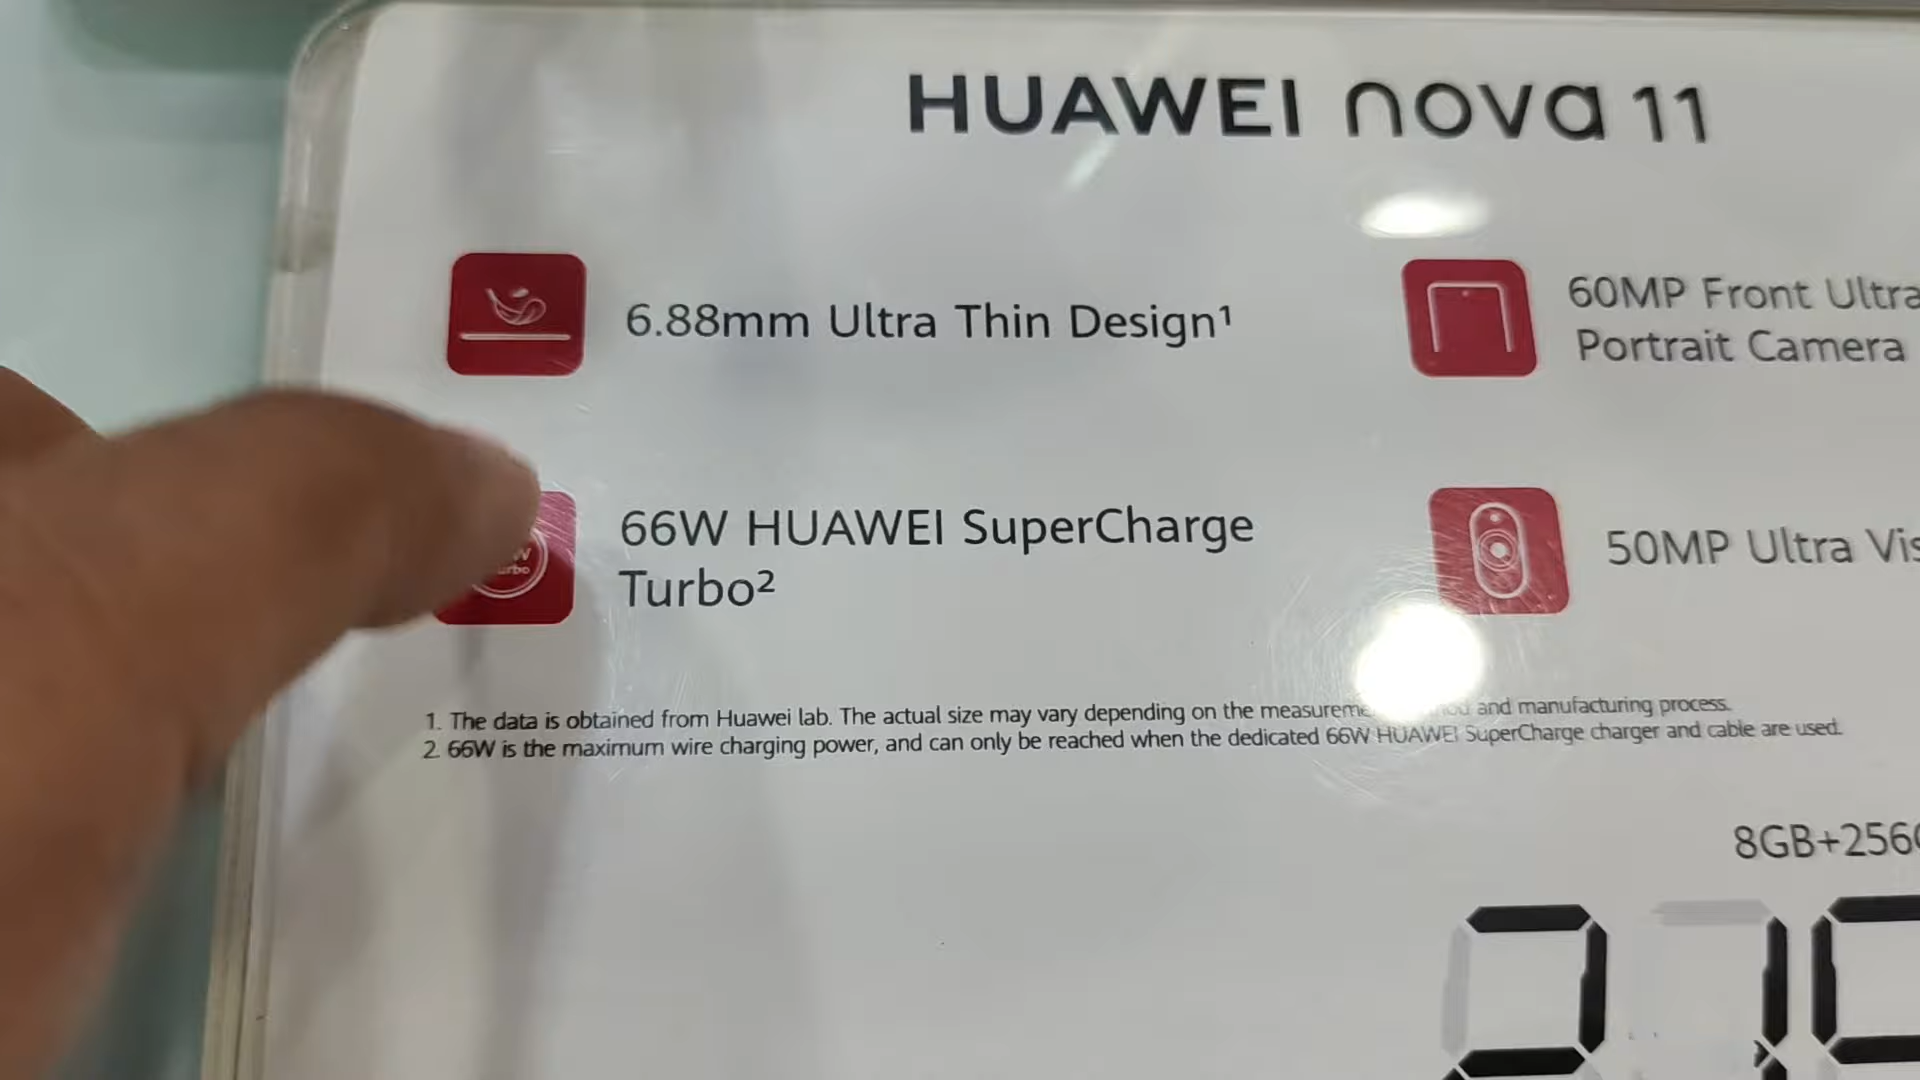 HUAWEI nova 11
6.88mm Ultra Thin Design¹
60MP Front Ultra
Portrait Camera
66W HUAWEI SuperCharge
Turbo²
50MP Ultra
1. The data is obtained from Huawei lab. The actual size may vary depending on the and manufacturing process.
2. 66W is the maximum wire charging power, and can only be reached when the dedicated 66W HUAWEI SuperCharge charger and cable are used.
8GB+256